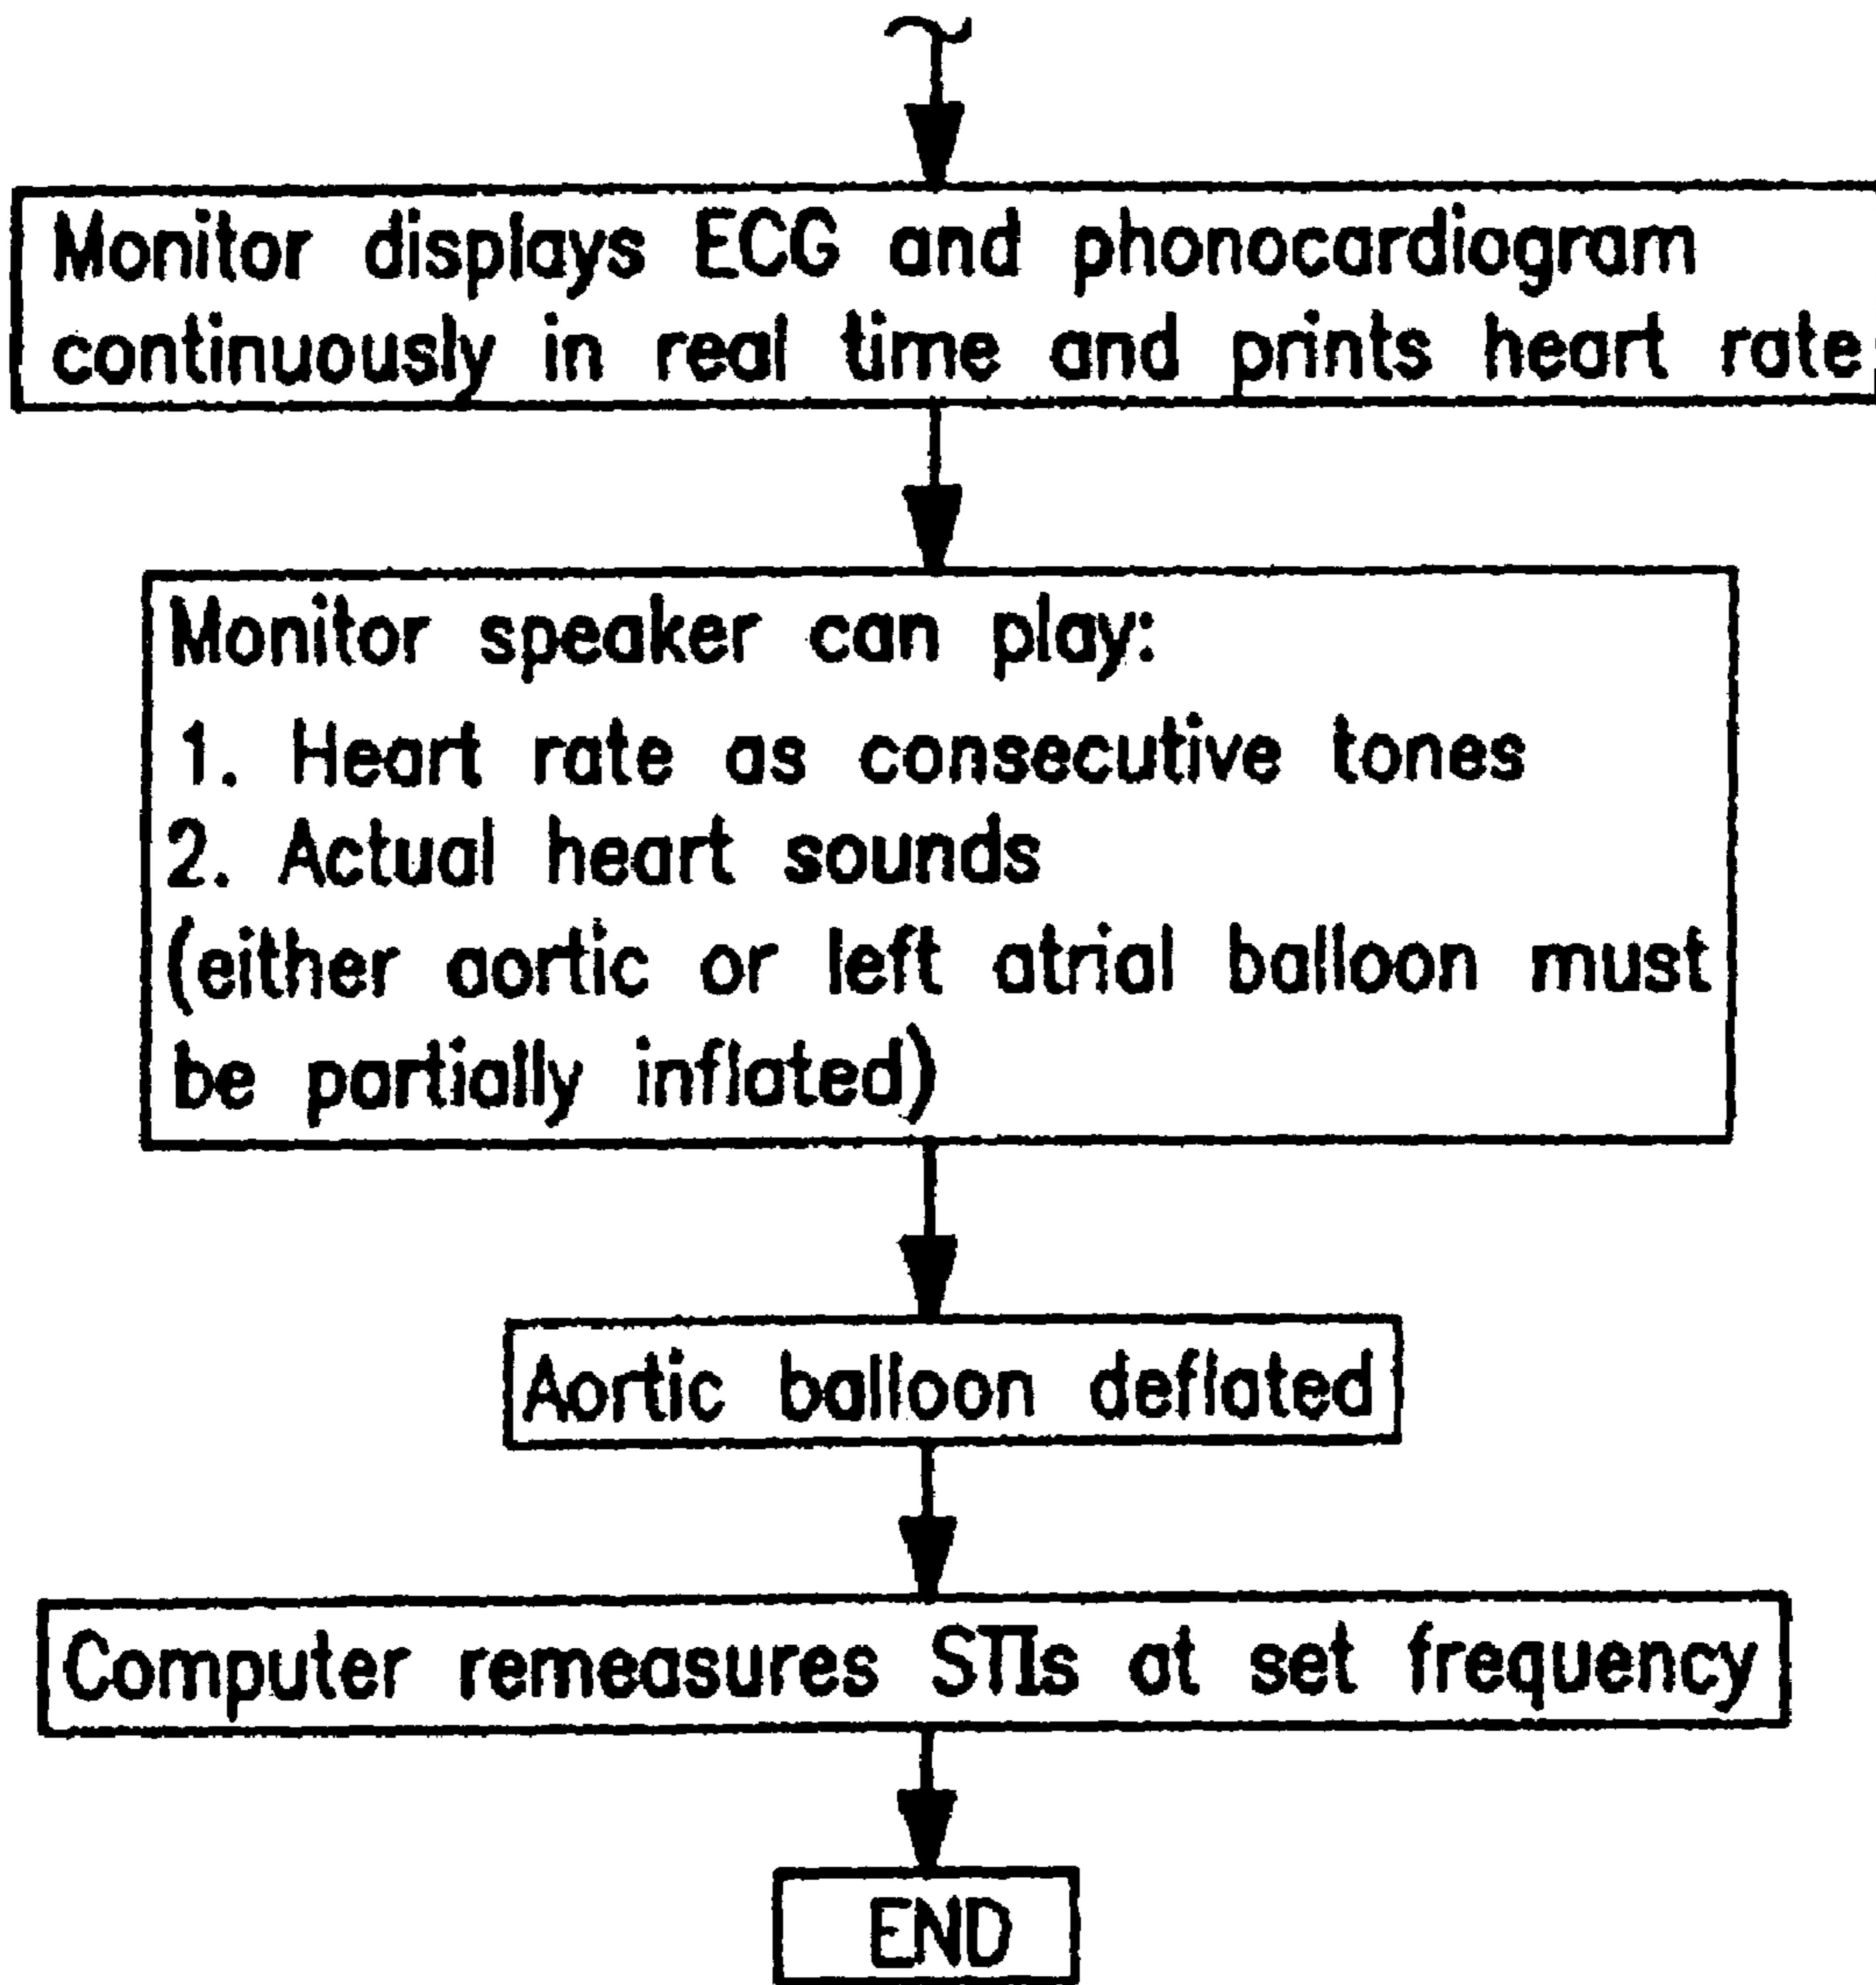 Monitor displays ECG and phonocardiogram
continuously in real time and prints heart rate
Monitor speaker can play:
1. Heart rate as consecutive tones
2. Actual heart sounds
(either aortic or left atrial balloon must
be partially inflated)
Aortic balloon deflated
Computer remeasures STIs at set frequency
END